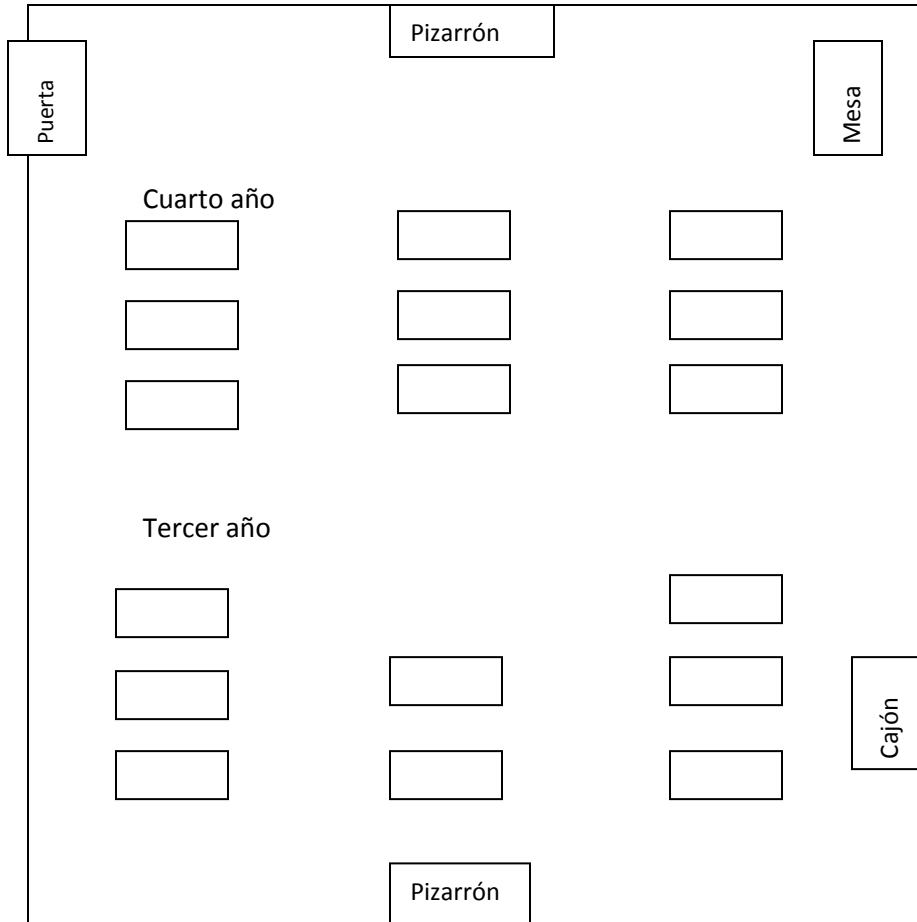 Pizarrón
Puerta
Mesa
Cuarto año
Tercer año
Cajón
Pizarrón